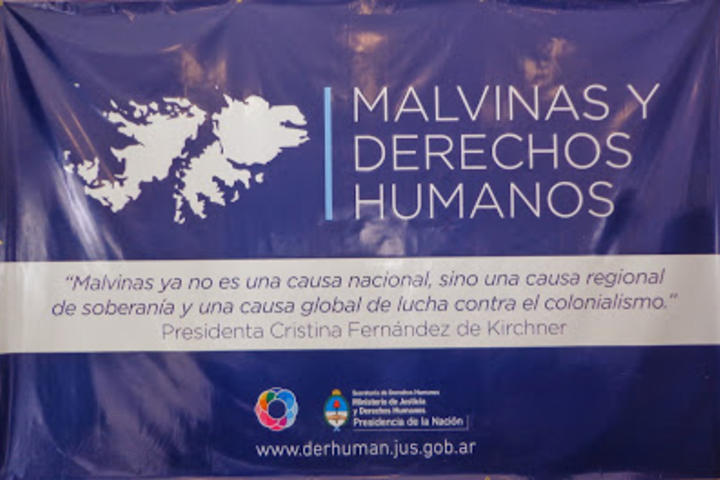 MALVINAS Y
DERECHOS
HUMANOS
“Malvinas ya no es una causa nacional, sino una causa regional
de soberanía y una causa global de lucha contra el colonialismo.”
Presidenta Cristina Fernández de Kirchner
Secretaría de Derechos Humanos
Ministerio de Justicia
y Derechos Humanos
Presidencia de la Nación
www.derhuman.jus.gob.ar